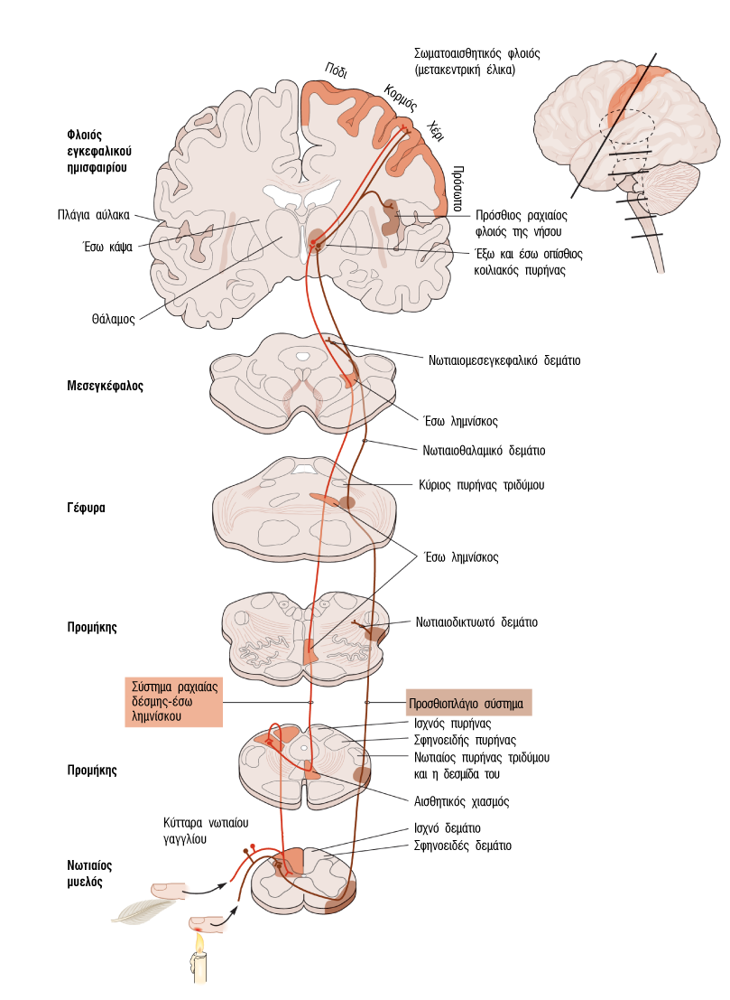 Σωματοαισθητικός φλοιός
(μετακεντρική έλικα)
Πόδι
Κορμός
Χέρι
Πρόσωπο
Φλοιός
εγκεφαλικού
ημισφαιρίου
Πλάγια αύλακα
Έσω κάψα
Θάλαμος
Πρόσθιος ραχιαίος
φλοιός της νήσου
Έξω και έσω οπίσθιος
κοιλιακός πυρήνας
Νωτιαιομεσεγκεφαλικό δεμάτιο
Μεσεγκέφαλος
Έσω λημνίσκος
Νωτιαιοθαλαμικό δεμάτιο
Κύριος πυρήνας τριδύμου
Γέφυρα
Έσω λημνίσκος
Προμήκης
Νωτιαιοδικτυωτό δεμάτιο
Σύστημα ραχιαίας
δέσμης-έσω
λημνίσκου
Προσθιοπλάγιο σύστημα
Ισχνός πυρήνας
Σφηνοειδής πυρήνας
Νωτιαίος πυρήνας τριδύμου
και η δεσμίδα του
Προμήκης
Αισθητικός χιασμός
Κύτταρα νωτιαίου
γαγγλίου
Ισχνό δεμάτιο
Σφηνοειδές δεμάτιο
Νωτιαίος
μυελός